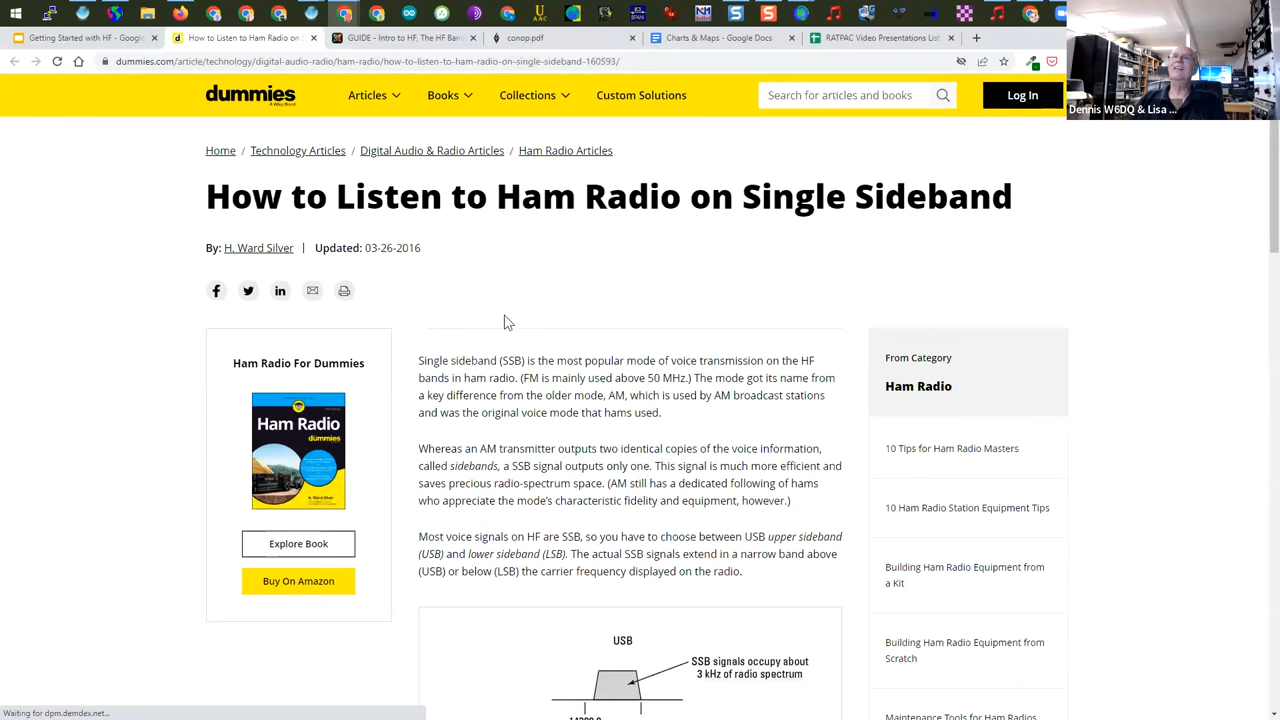 Getting Started with HF - Google
How to Listen to Ham Radio on
GUIDE - Intro to HF, The HF Ban
conop.pdf
Charts & Maps - Google Docs
RATPAC Video Presentations List
dummies.com/article/technology/digital-audio-radio/ham-radio/how-to-listen-to-ham-radio-on-single-sideband-160593/
dummies
A Wiley Brand
Articles
Books
Collections
Custom Solutions
Search for articles and books
Log In
Dennis W6DQ & Lisa ...
Home / Technology Articles / Digital Audio & Radio Articles / Ham Radio Articles
How to Listen to Ham Radio on Single Sideband
By: H. Ward Silver | Updated: 03-26-2016
Ham Radio For Dummies
Ham Radio
dummies
H. Ward Silver
Explore Book
Buy On Amazon
Single sideband (SSB) is the most popular mode of voice transmission on the HF
bands in ham radio. (FM is mainly used above 50 MHz.) The mode got its name from
a key difference from the older mode, AM, which is used by AM broadcast stations
and was the original voice mode that hams used.
Whereas an AM transmitter outputs two identical copies of the voice information,
called sidebands, a SSB signal outputs only one. This signal is much more efficient and
saves precious radio-spectrum space. (AM still has a dedicated following of hams
who appreciate the mode's characteristic fidelity and equipment, however.)
Most voice signals on HF are SSB, so you have to choose between USB upper sideband
(USB) and lower sideband (LSB). The actual SSB signals extend in a narrow band above
(USB) or below (LSB) the carrier frequency displayed on the radio.
USB
SSB signals occupy about
3 kHz of radio spectrum
From Category
Ham Radio
10 Tips for Ham Radio Masters
10 Ham Radio Station Equipment Tips
Building Ham Radio Equipment from
a Kit
Building Ham Radio Equipment from
Scratch
Maintenance Tools for Ham Radios
Waiting for dpm.demdex.net...